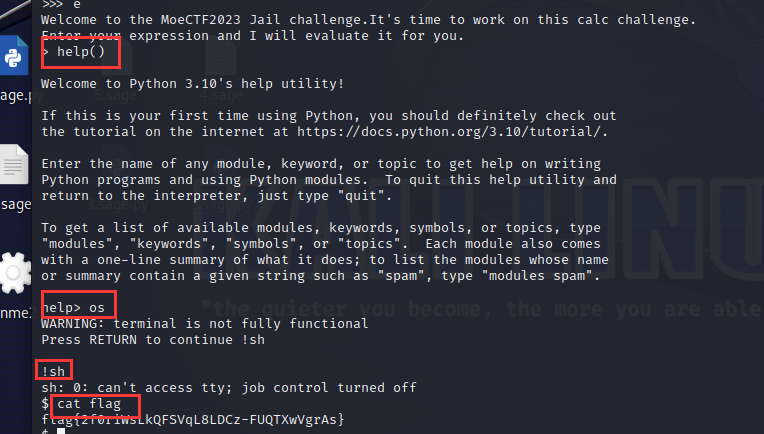 >>> e
Welcome to the MoeCTF2023 Jail challenge.It's time to work on this calc challenge.
Enter your expression and I will evaluate it for you.
> help()
Welcome to Python 3.10's help utility!
age.p
If this is your first time using Python, you should definitely check out
the tutorial on the internet at https://docs.python.org/3.10/tutorial/.
Enter the name of any module, keyword, or topic to get help on writing
Python programs and using Python modules.  To quit this help utility and
return to the interpreter, just type "quit".
sage
To get a list of available modules, keywords, symbols, or topics, type
"modules", "keywords", "symbols", or "topics".  Each module also comes
with a one-line summary of what it does; to list the modules whose name
or summary contain a given string such as "spam", type "modules spam".
help> os
"the quieter you become, the more you are able
nme2
WARNING: terminal is not fully functional
Press RETURN to continue !sh
!sh
sh: 0: can't access tty; job control turned off
$ cat flag
$